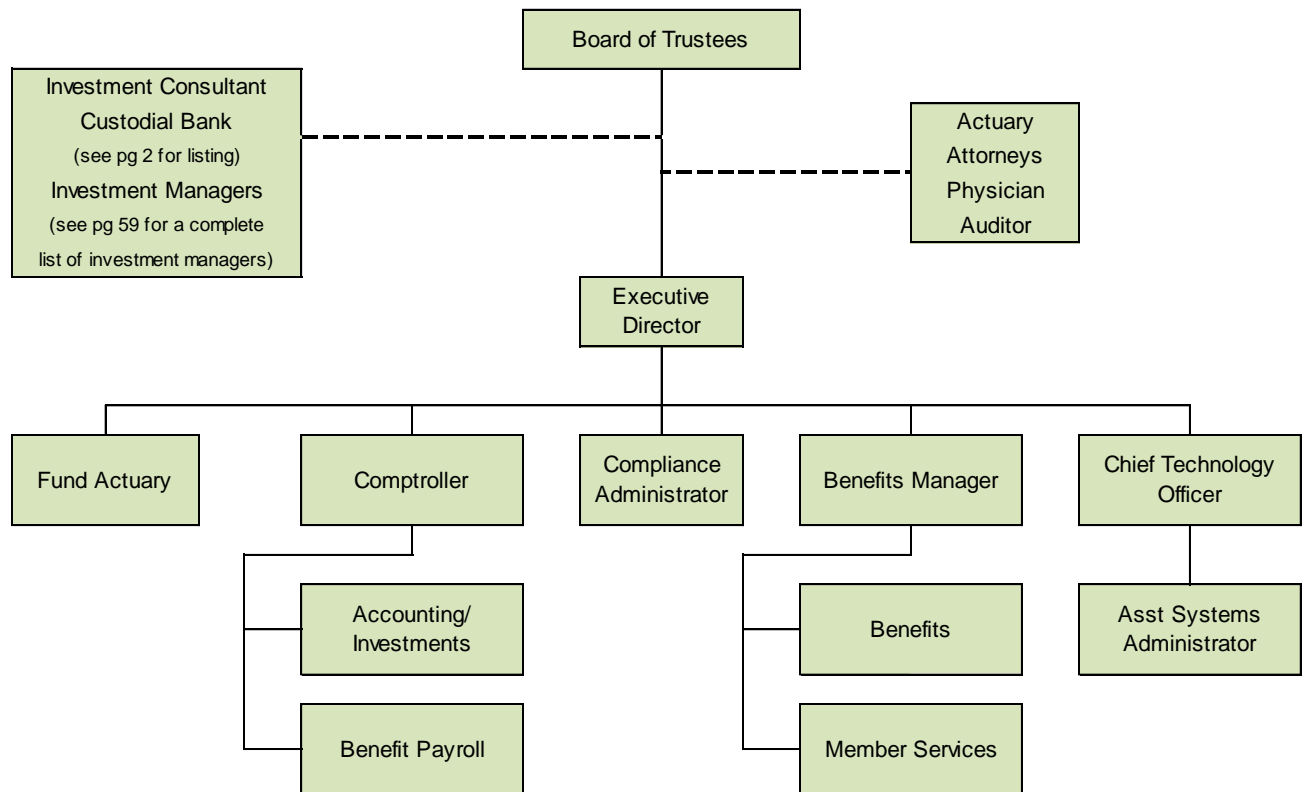 Board of Trustees
Investment Consultant
Custodial Bank
(see pg 2 for listing)
Investment Managers
(see pg 59 for a complete
list of investment managers)
Actuary
Attorneys
Physician
Auditor
Executive
Director
Fund Actuary
Comptroller
Compliance
Administrator
Benefits Manager
Chief Technology
Officer
Accounting/
Investments
Benefits
Asst Systems
Administrator
Benefit Payroll
Member Services